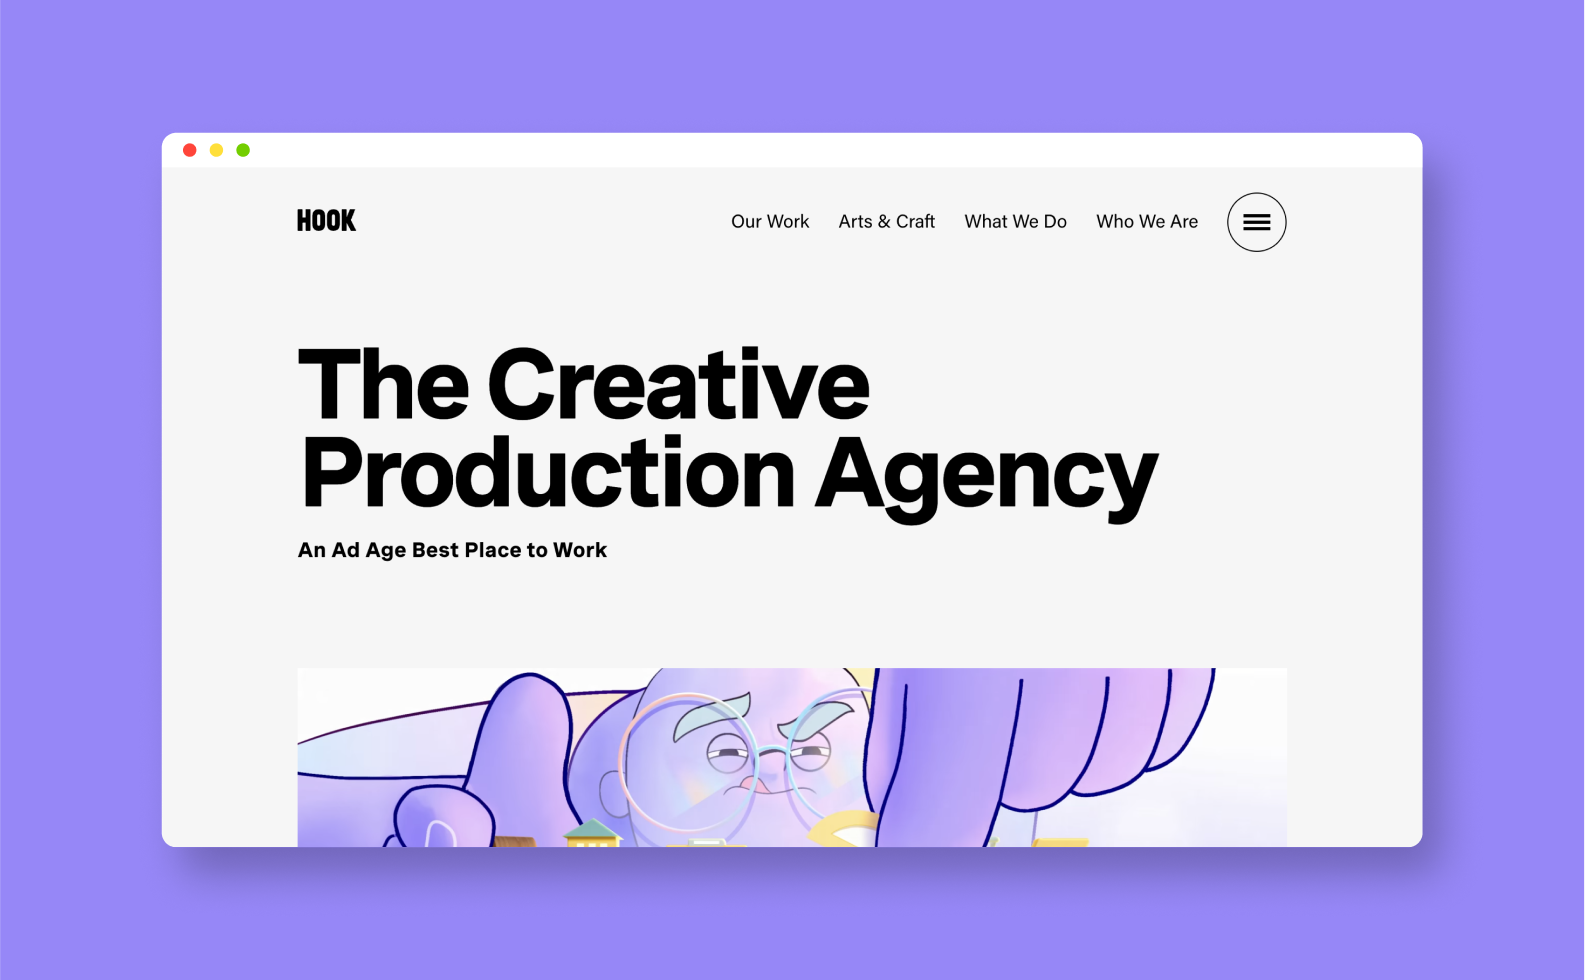 HOOK
Our Work Arts & Craft What We Do Who We Are
The Creative
Production Agency
An Ad Age Best Place to Work